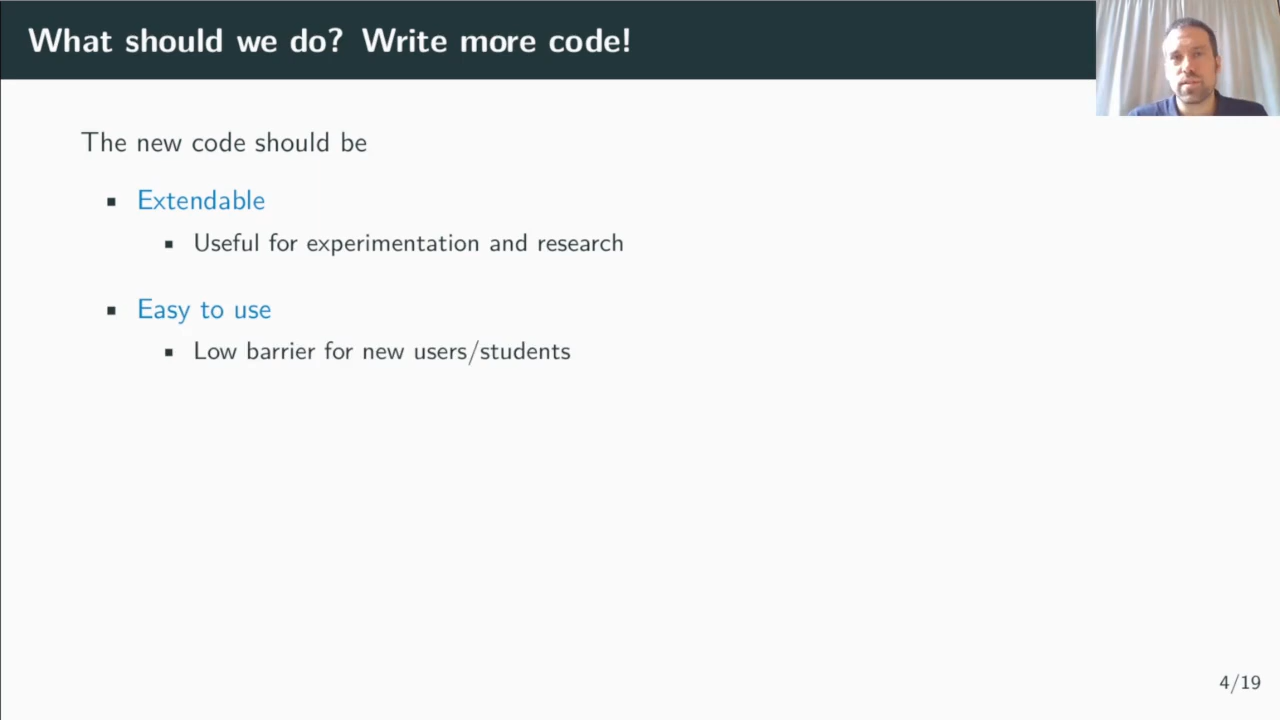 What should we do? Write more code!
The new code should be
▪ Extendable
▪ Useful for experimentation and research
▪ Easy to use
▪ Low barrier for new users/students
4/19